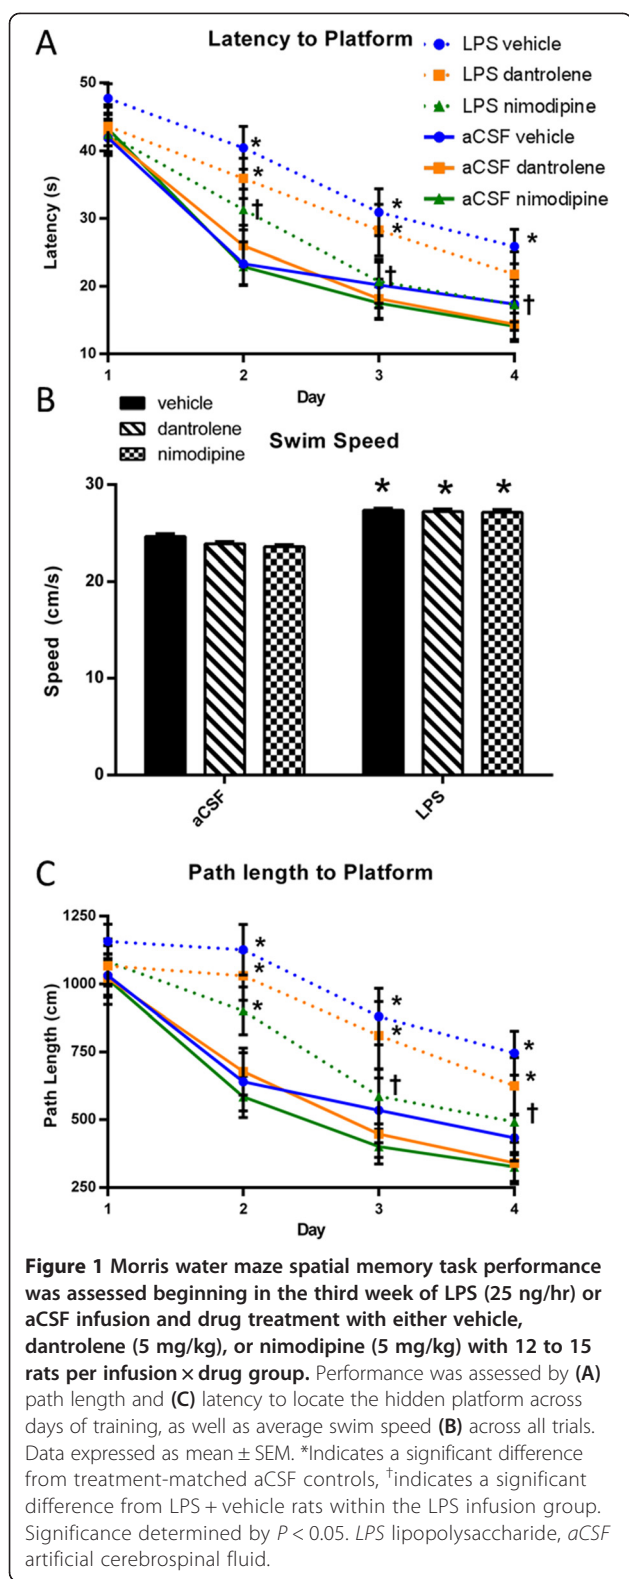 A
Latency to Platform
LPS vehicle
LPS dantrolene
LPS nimodipine
aCSF vehicle
aCSF dantrolene
aCSF nimodipine
Latency (s)
50
40
30
20
10
*
*
†
*
*
†
*
†
1 2 3 4
Day
B
vehicle
dantrolene
nimodipine
Swim Speed
Speed (cm/s)
30
20
10
0
* * *
aCSF LPS
C
Path length to Platform
Path Length (cm)
1250
1000
750
500
250
*
*
*
*
*
†
*
*
†
1 2 3 4
Day
Figure 1 Morris water maze spatial memory task performance
was assessed beginning in the third week of LPS (25 ng/hr) or
aCSF infusion and drug treatment with either vehicle,
dantrolene (5 mg/kg), or nimodipine (5 mg/kg) with 12 to 15
rats per infusion × drug group. Performance was assessed by (A)
path length and (C) latency to locate the hidden platform across
days of training, as well as average swim speed (B) across all trials.
Data expressed as mean ± SEM. *Indicates a significant difference
from treatment-matched aCSF controls, †indicates a significant
difference from LPS + vehicle rats within the LPS infusion group.
Significance determined by P < 0.05. LPS lipopolysaccharide, aCSF
artificial cerebrospinal fluid.